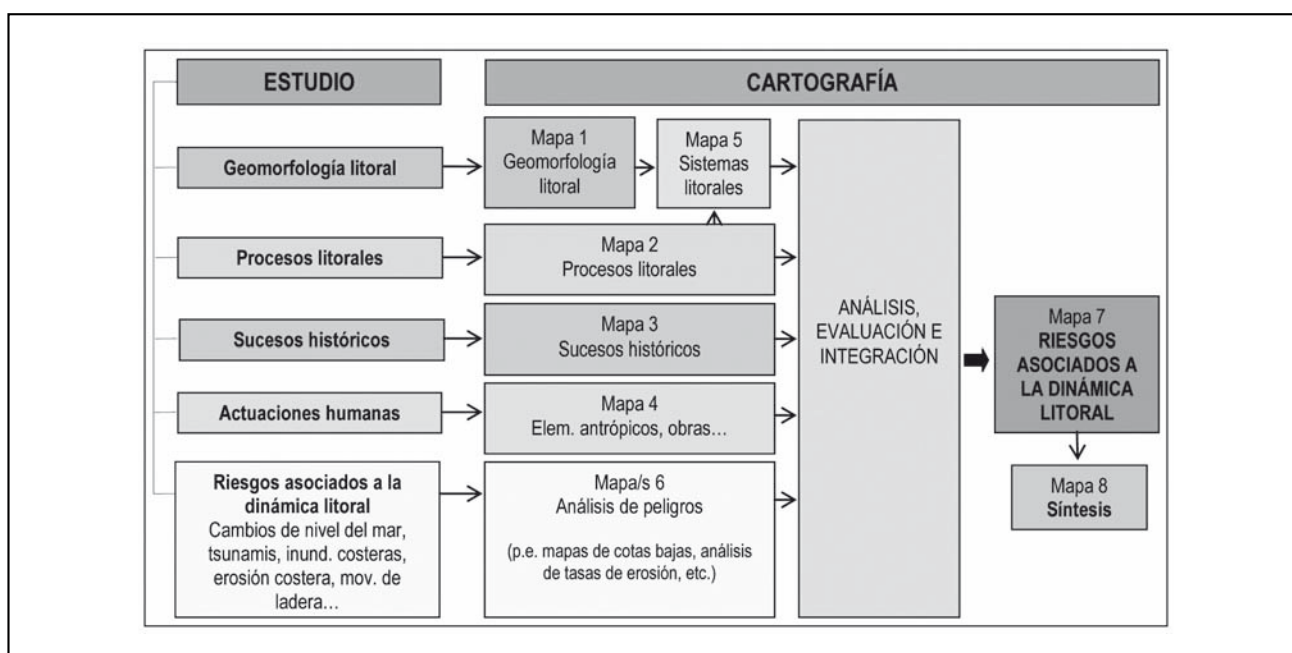 ESTUDIO
CARTOGRAFÍA
Geomorfología litoral
Mapa 1
Geomorfología
litoral
Mapa 5
Sistemas
litorales
Procesos litorales
Mapa 2
Procesos litorales
Sucesos históricos
Mapa 3
Sucesos históricos
Actuaciones humanas
Mapa 4
Elem. antrópicos, obras…
Riesgos asociados a la
dinámica litoral
Cambios de nivel del mar,
tsunamis, inund. costeras,
erosión costera, mov. de
ladera…
Mapa/s 6
Análisis de peligros
(p.e. mapas de cotas bajas, análisis
de tasas de erosión, etc.)
ANÁLISIS,
EVALUACIÓN E
INTEGRACIÓN
Mapa 7
RIESGOS
ASOCIADOS A
LA DINÁMICA
LITORAL
Mapa 8
Síntesis